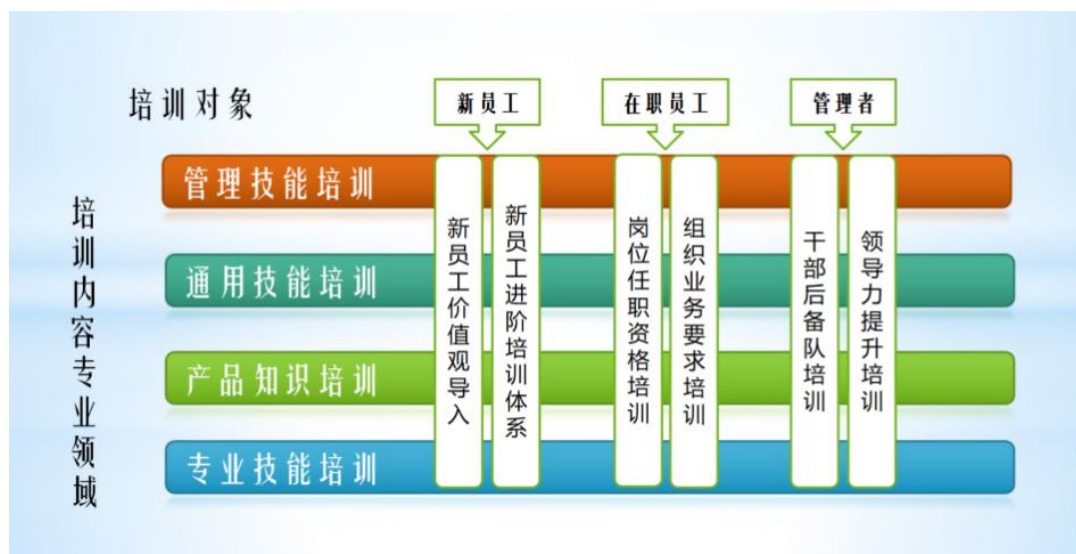 培训对象
新员工
在职员工
管理者
培训内容专业领域
管理技能培训
通用技能培训
产品知识培训
专业技能培训
新员工价值观导入
新员工进阶培训体系
岗位任职资格培训
组织业务要求培训
干部后备队培训
领导力提升培训